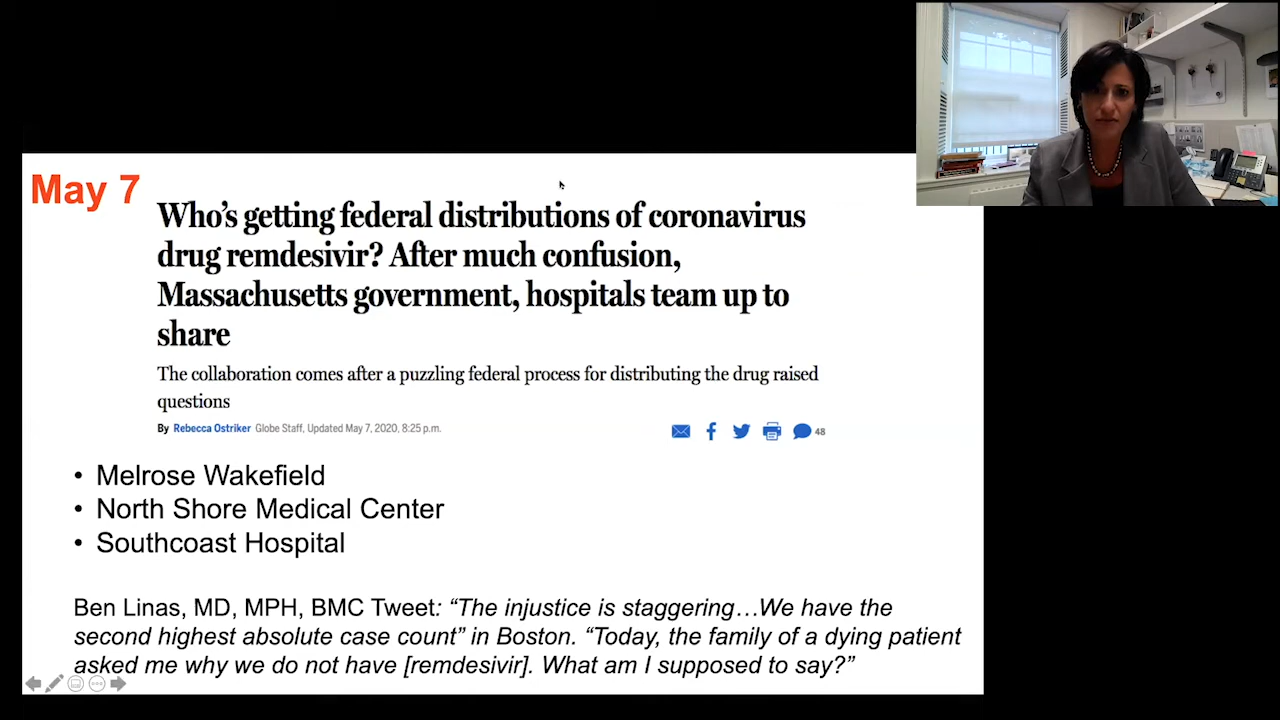 May 7
Who's getting federal distributions of coronavirus
drug remdesivir? After much confusion,
Massachusetts government, hospitals team up to
share
The collaboration comes after a puzzling federal process for distributing the drug raised
questions
By Rebecca Ostriker Globe Staff, Updated May 7, 2020, 8:25 p.m.
48
• Melrose Wakefield
• North Shore Medical Center
• Southcoast Hospital
Ben Linas, MD, MPH, BMC Tweet: “The injustice is staggering…We have the
second highest absolute case count” in Boston. “Today, the family of a dying patient
asked me why we do not have [remdesivir]. What am I supposed to say?”